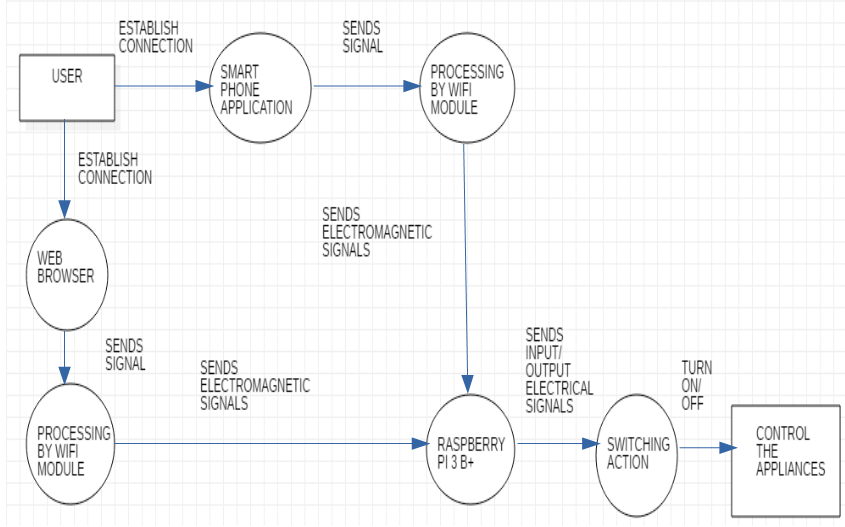 ESTABLISH
CONNECTION
SENDS
SIGNAL
USER
SMART
PHONE
APPLICATION
PROCESSING
BY WIFI
MODULE
ESTABLISH
CONNECTION
SENDS
ELECTROMAGNETIC
SIGNALS
WEB
BROWSER
SENDS
SIGNAL
SENDS
ELECTROMAGNETIC
SIGNALS
SENDS
INPUT/
OUTPUT
ELECTRICAL
SIGNALS
TURN
ON/
OFF
PROCESSING
BY WIFI
MODULE
RASPBERRY
PI 3 B+
SWITCHING
ACTION
CONTROL
THE
APPLIANCES